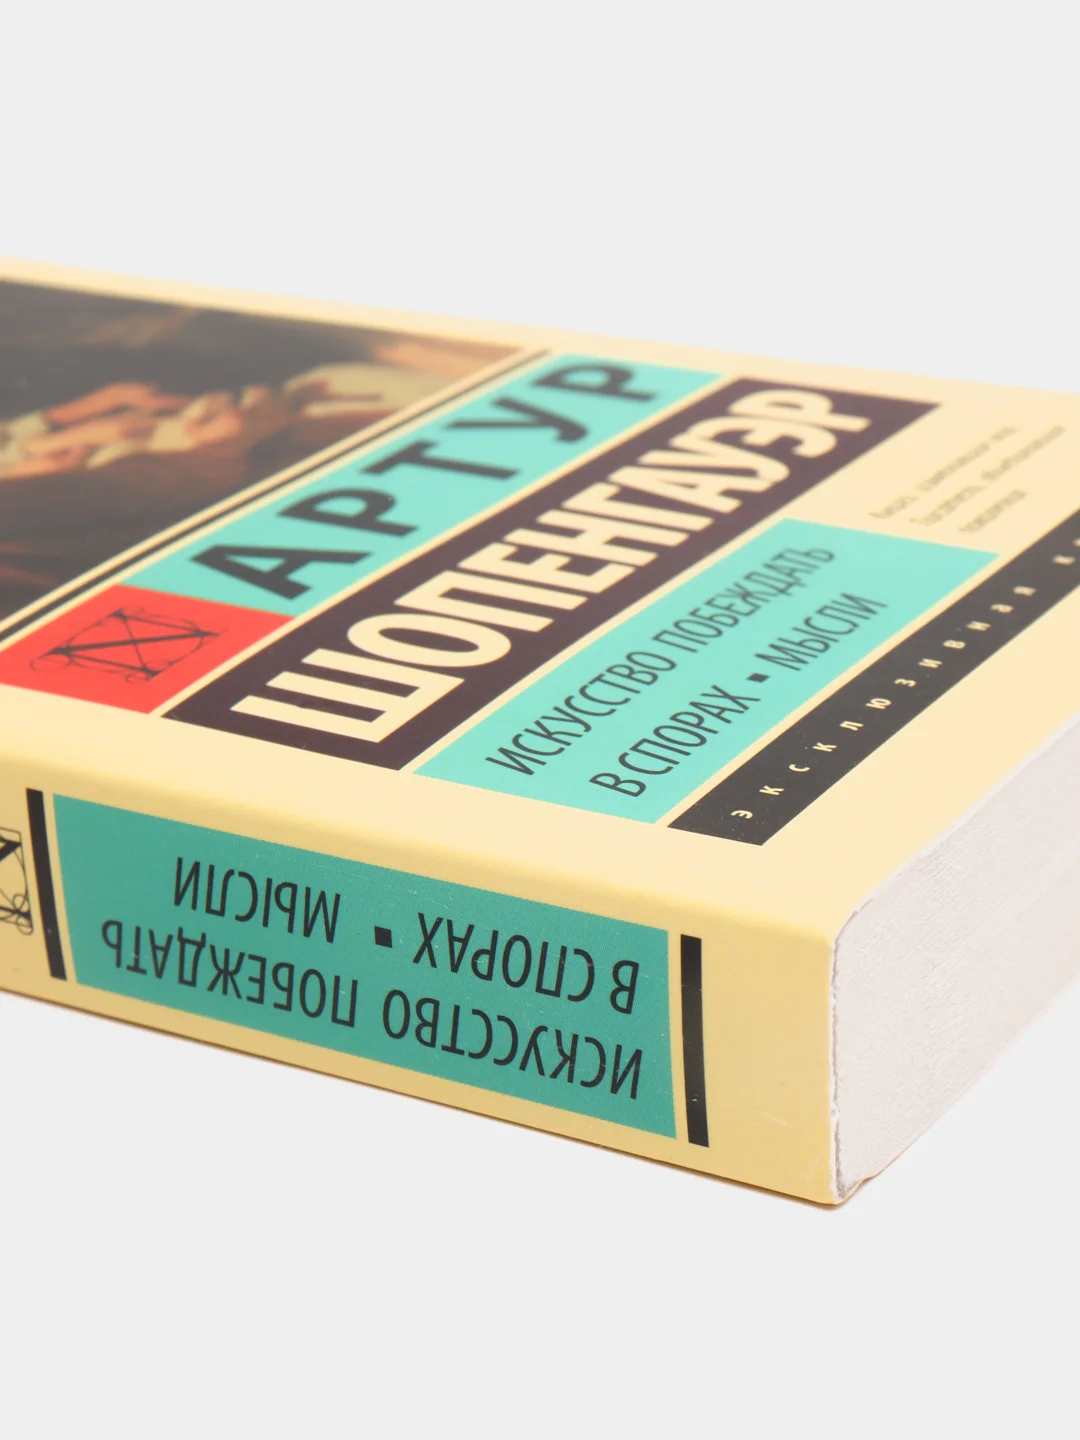 АРТУР
ШОПЕНГАУЭР
ИСКУССТВО ПОБЕЖДАТЬ
В СПОРАХ ▪ МЫСЛИ
эксклюзивная
ИСКУССТВО ПОБЕЖДАТЬ
В СПОРАХ ▪ МЫСЛИ